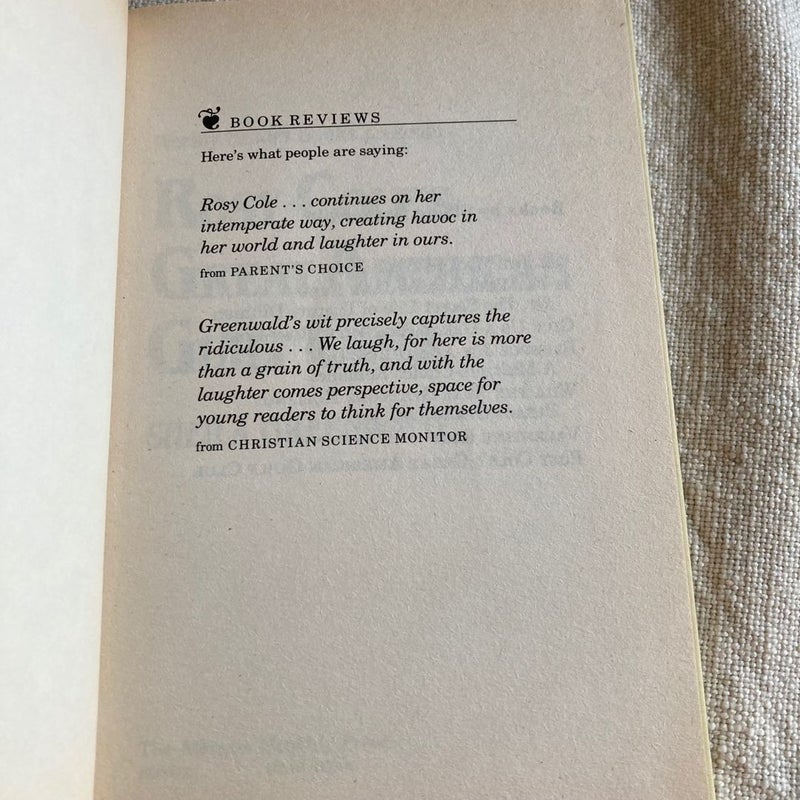 BOOK REVIEWS
Here's what people are saying:
Rosy Cole . . . continues on her
intemperate way, creating havoc in
her world and laughter in ours.
from PARENT'S CHOICE
Greenwald's wit precisely captures the
ridiculous . . . We laugh, for here is more
than a grain of truth, and with the
laughter comes perspective, space for
young readers to think for themselves.
from CHRISTIAN SCIENCE MONITOR